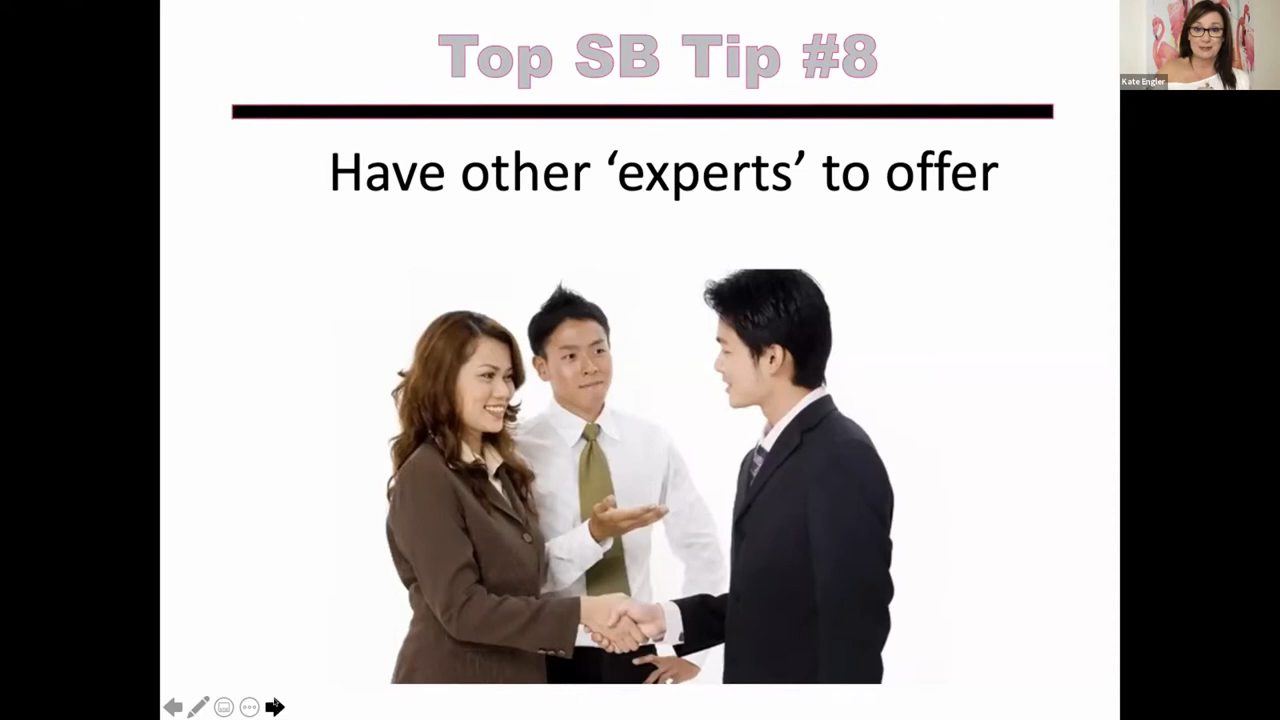 Top SB Tip #8
Have other ‘experts’ to offer
Kate Engler